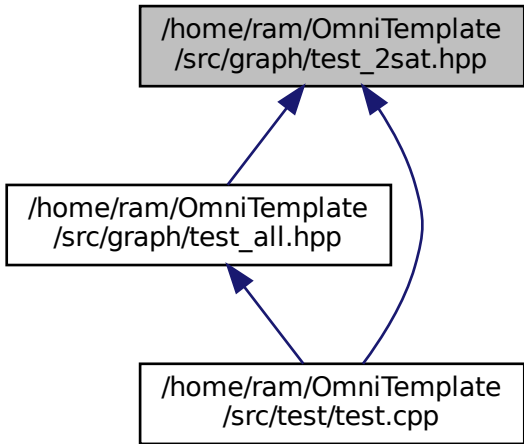 /home/ram/OmniTemplate
/src/graph/test_2sat.hpp
/home/ram/OmniTemplate
/src/graph/test_all.hpp
/home/ram/OmniTemplate
/src/test/test.cpp